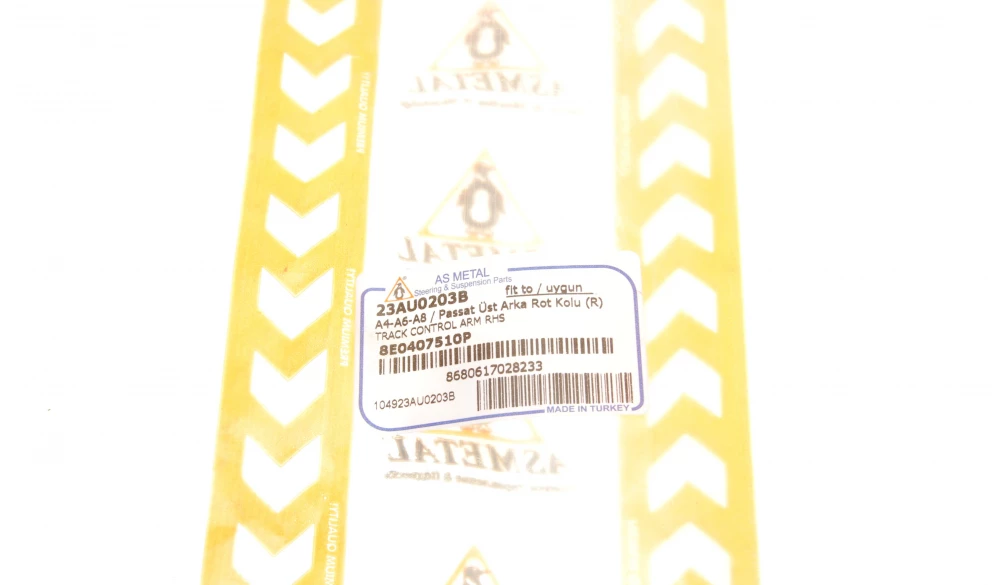 AS METAL
Steering & Suspension Parts
23AU0203B
fit to / uygun
A4-A6-A8 / Passat Üst Arka Rot Kolu (R)
TRACK CONTROL ARM RHS
8E0407510P
8680617028233
104923AU0203B
MADE IN TURKEY
ASMETAL
ASMETAL
ASMETAL